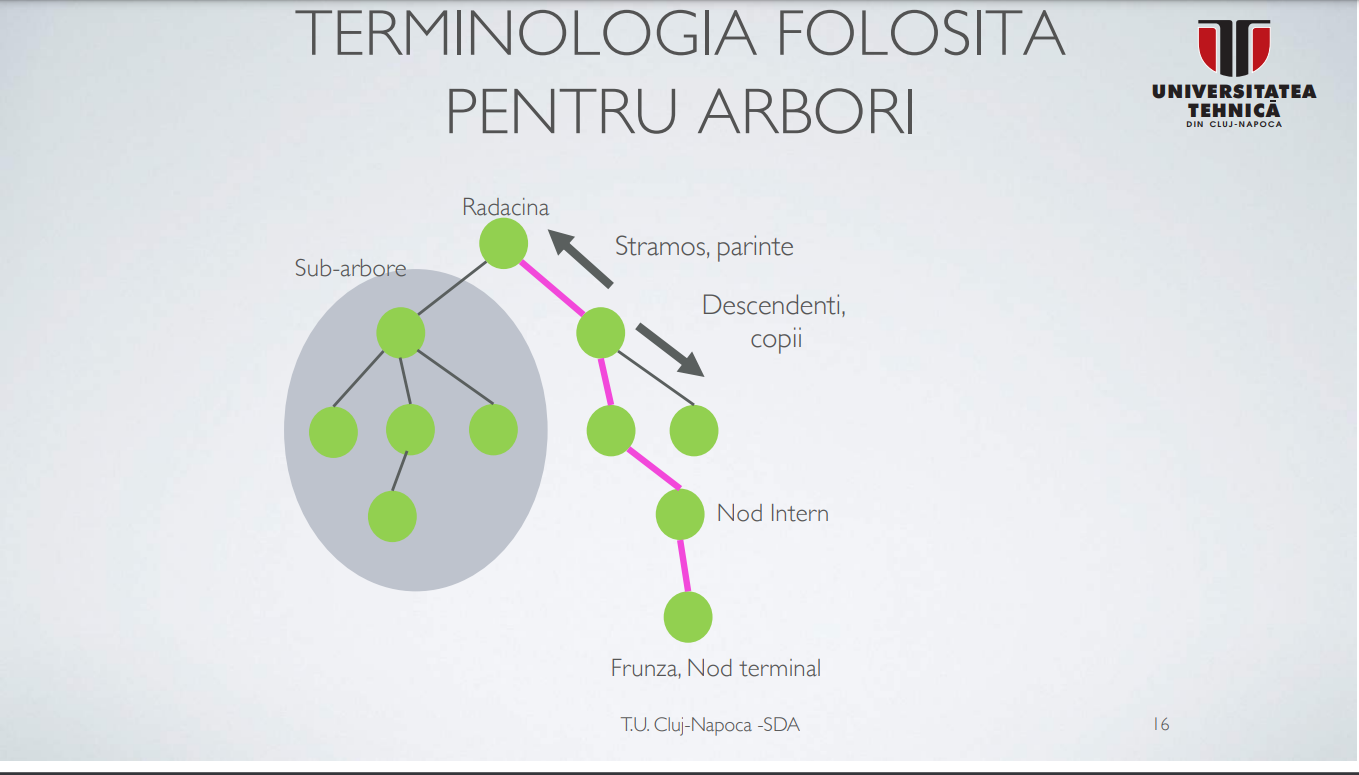 TERMINOLOGIA FOLOSITA
PENTRU ARBORI
UNIVERSITATEA
TEHNICĂ
DIN CLUJ-NAPOCA
Radacina
Stramos, parinte
Sub-arbore
Descendenti,
copii
Nod Intern
Frunza, Nod terminal
T.U. Cluj-Napoca -SDA
16